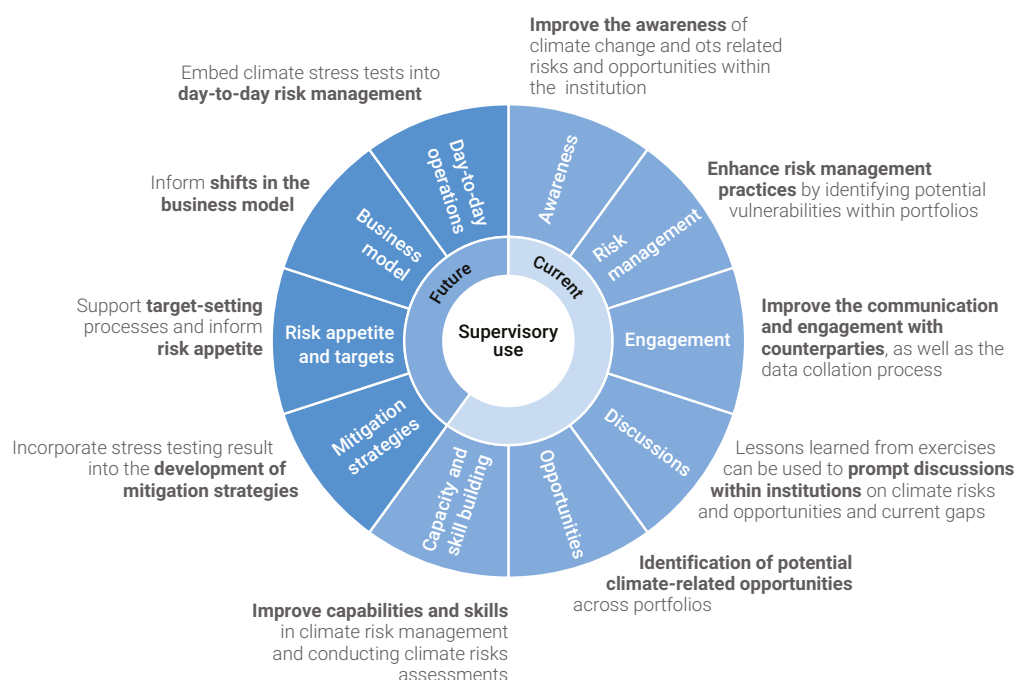 Improve the awareness of
climate change and ots related
risks and opportunities within
the institution
Embed climate stress tests into
day-to-day risk management
Enhance risk management
practices by identifying potential
vulnerabilities within portfolios
Inform shifts in the
business model
Improve the communication
and engagement with
counterparties, as well as the
data collation process
Support target-setting
processes and inform
risk appetite
Lessons learned from exercises
can be used to prompt discussions
within institutions on climate risks
and opportunities and current gaps
Incorporate stress testing result
into the development of
mitigation strategies
Identification of potential
climate-related opportunities
across portfolios
Improve capabilities and skills
in climate risk management
and conducting climate risks
assessments
Awareness
Risk
management
Engagement
Discussions
Opportunities
Capacity and
skill building
Mitigation
strategies
Risk appetite
and targets
Business
model
Day-to-day
operations
Future
Current
Supervisory
use